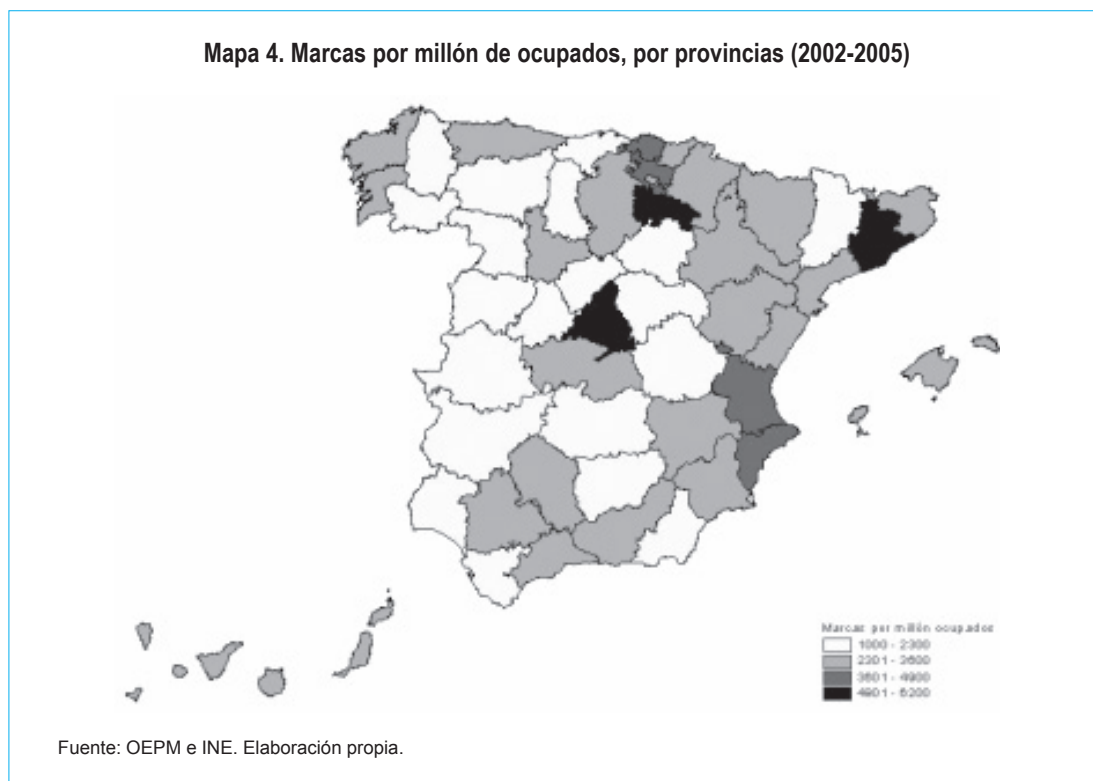 Mapa 4. Marcas por millón de ocupados, por provincias (2002-2005)
Marcas por millón ocupados
1000 - 2300
2301 - 3600
3601 - 4900
4901 - 6200
Fuente: OEPM e INE. Elaboración propia.